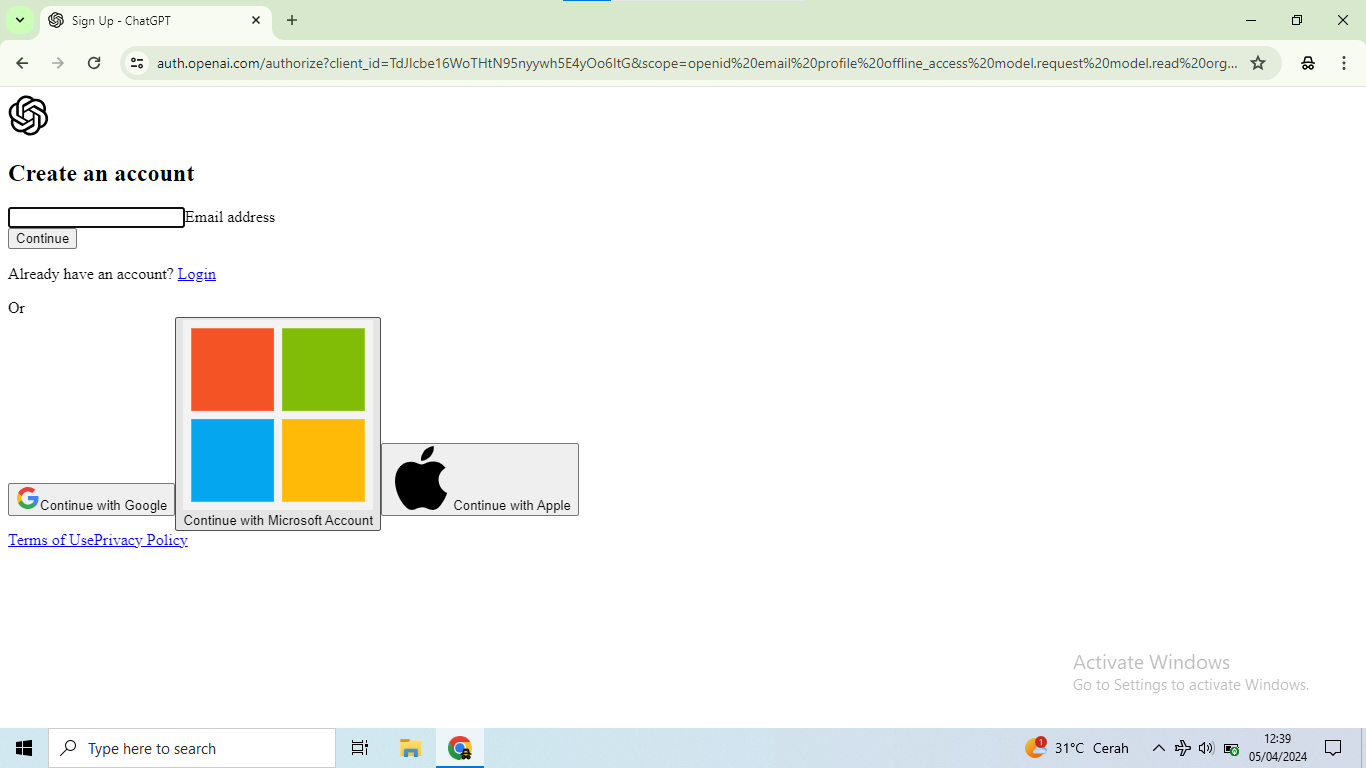 Sign Up - ChatGPT
auth.openai.com/authorize?client_id=TdJIcbe16WoTHtN95nyywh5E4yOo6ItG&scope=openid%20email%20profile%20offline_access%20model.request%20model.read%20org...
Create an account
Email address
Continue
Already have an account? Login
Or
Continue with Google
Continue with Microsoft Account
Continue with Apple
Terms of UsePrivacy Policy
Activate Windows
Go to Settings to activate Windows.
Type here to search
1
31°C Cerah
12:39
05/04/2024